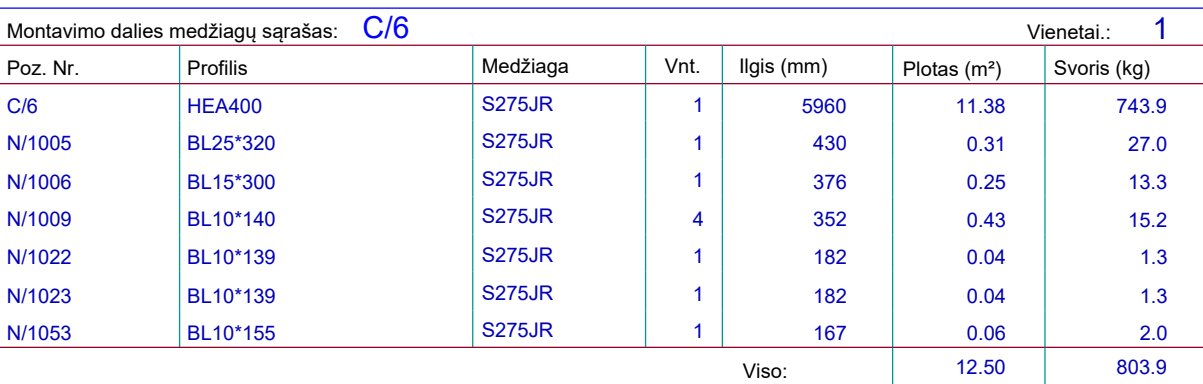 Montavimo dalies medžiagų sąrašas: C/6 Vienetai.: 1
Poz. Nr. Profilis Medžiaga Vnt. Ilgis (mm) Plotas (m²) Svoris (kg)
C/6 HEA400 S275JR 1 5960 11.38 743.9
N/1005 BL25*320 S275JR 1 430 0.31 27.0
N/1006 BL15*300 S275JR 1 376 0.25 13.3
N/1009 BL10*140 S275JR 4 352 0.43 15.2
N/1022 BL10*139 S275JR 1 182 0.04 1.3
N/1023 BL10*139 S275JR 1 182 0.04 1.3
N/1053 BL10*155 S275JR 1 167 0.06 2.0
Viso: 12.50 803.9